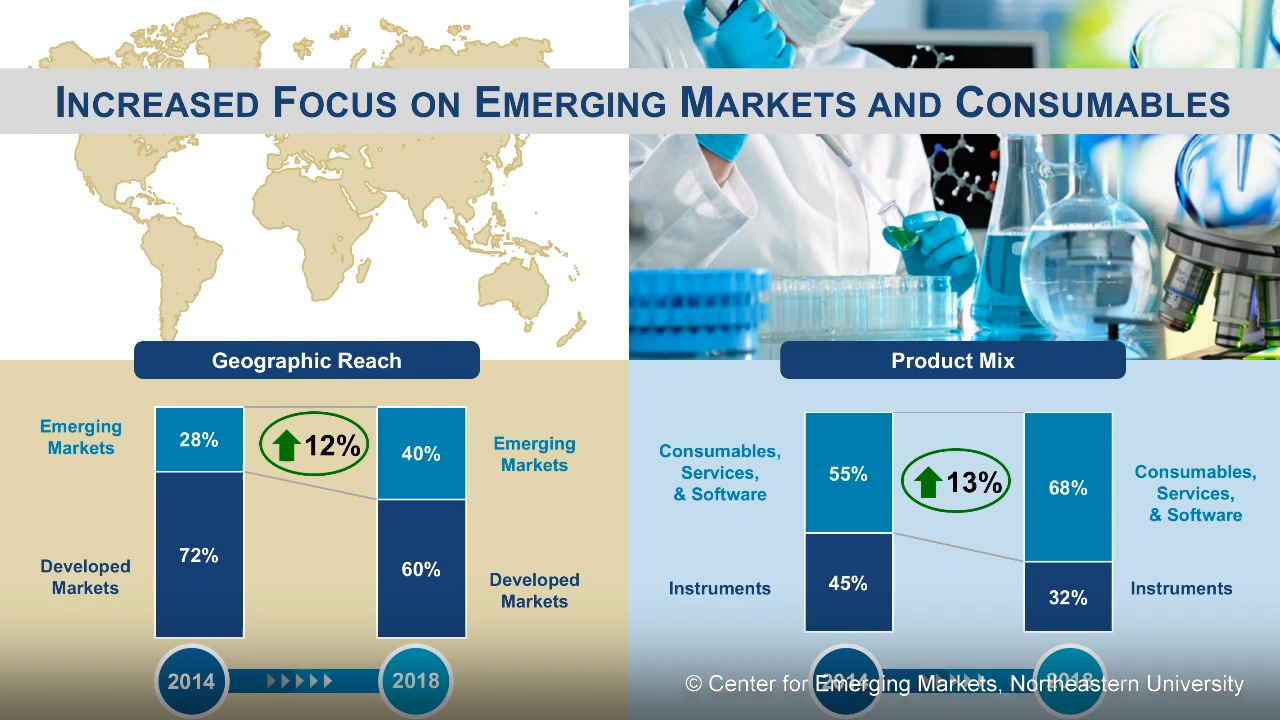 INCREASED FOCUS ON EMERGING MARKETS AND CONSUMABLES
Geographic Reach
Emerging
Markets
28%
12%
40%
Emerging
Markets
Developed
Markets
72%
60%
Developed
Markets
2014
2018
Product Mix
Consumables,
Services,
& Software
55%
13%
68%
Consumables,
Services,
& Software
Instruments
45%
32%
Instruments
2014
2018
© Center for Emerging Markets, Northeastern University